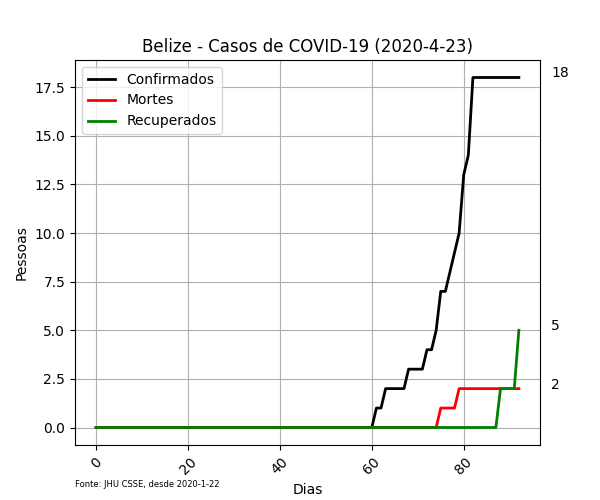 Belize - Casos de COVID-19 (2020-4-23)
Confirmados
Mortes
Recuperados
18
5
2
Pessoas
17.5
15.0
12.5
10.0
7.5
5.0
2.5
0.0
0
20
40
60
80
Dias
Fonte: JHU CSSE, desde 2020-1-22